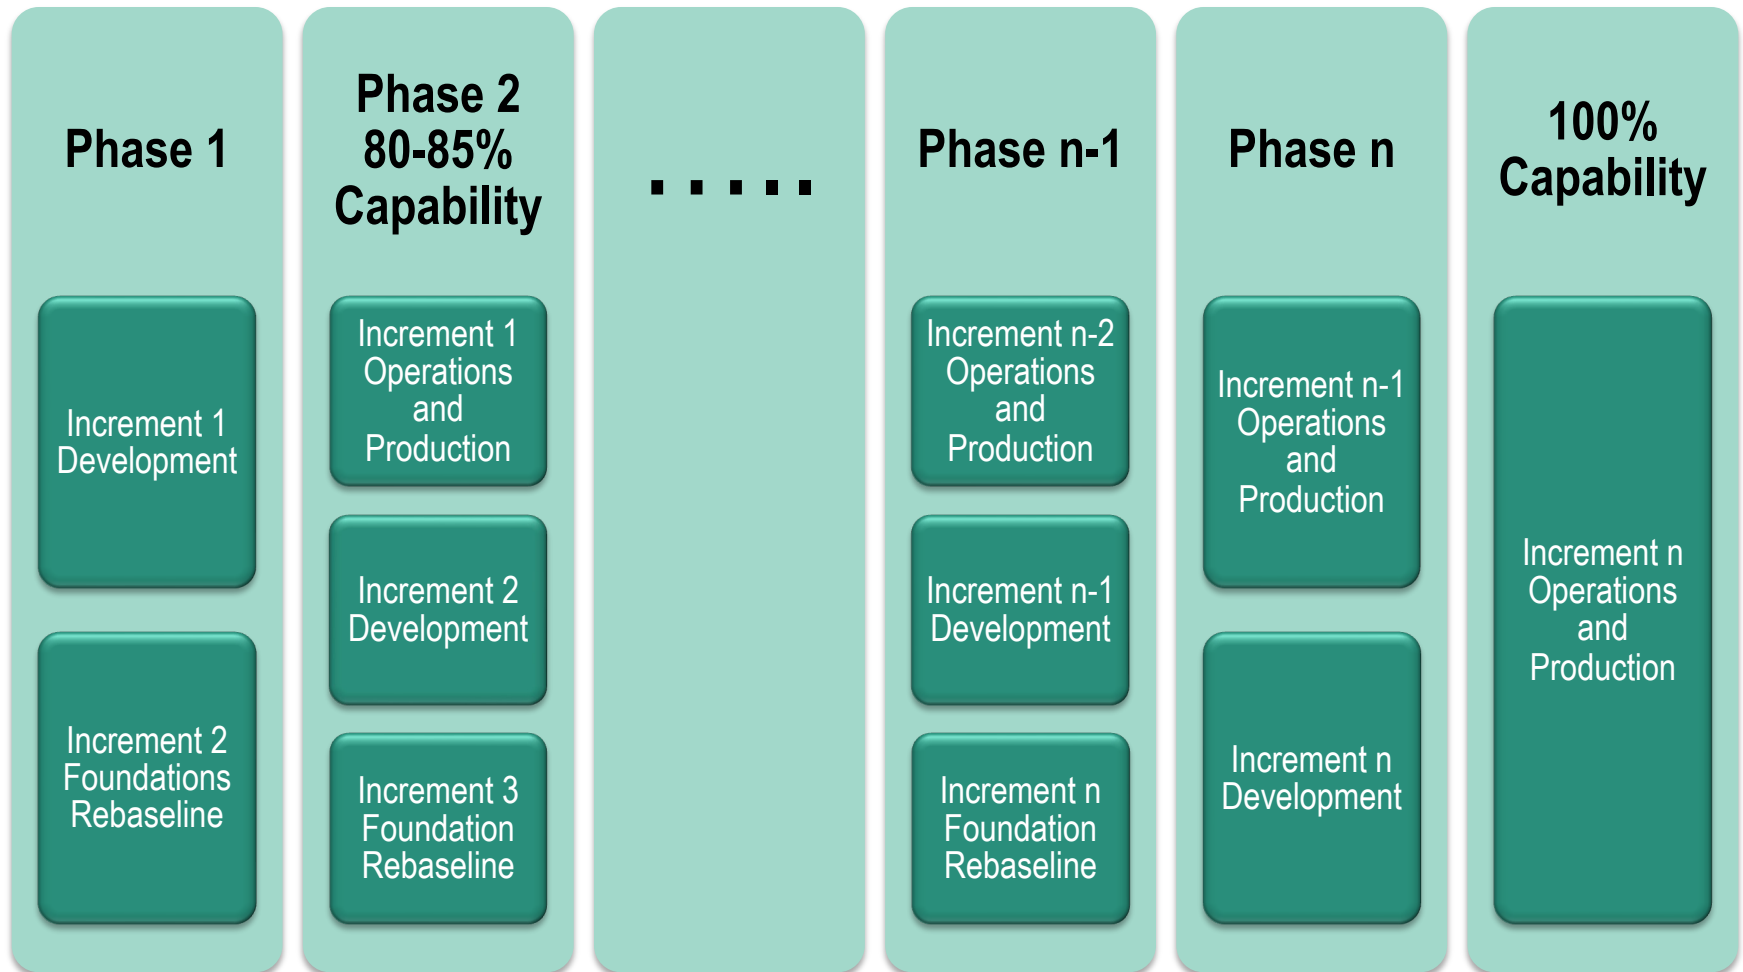 Phase 1
Increment 1
Development
Increment 2
Foundations
Rebaseline
Phase 2
80-85%
Capability
Increment 1
Operations
and
Production
Increment 2
Development
Increment 3
Foundation
Rebaseline
.....
Phase n-1
Increment n-2
Operations
and
Production
Increment n-1
Development
Increment n
Foundation
Rebaseline
Phase n
Increment n-1
Operations
and
Production
Increment n
Development
100%
Capability
Increment n
Operations
and
Production